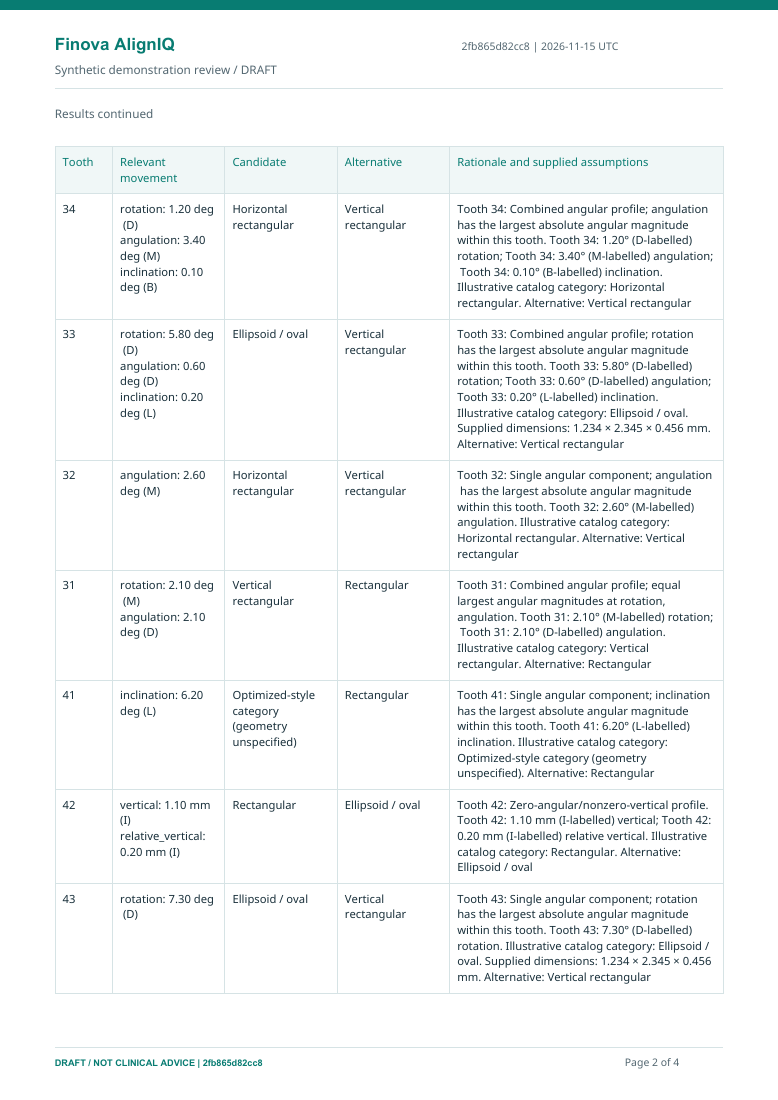 Finova AlignIQ
2fb865d82cc8 | 2026-11-15 UTC
Synthetic demonstration review / DRAFT
Results continued
Tooth
Relevant
movement
Candidate
Alternative
Rationale and supplied assumptions
34
rotation: 1.20 deg
(D)
angulation: 3.40
deg (M)
inclination: 0.10
deg (B)
Horizontal
rectangular
Vertical
rectangular
Tooth 34: Combined angular profile; angulation
has the largest absolute angular magnitude
within this tooth. Tooth 34: 1.20° (D-labelled)
rotation; Tooth 34: 3.40° (M-labelled) angulation;
Tooth 34: 0.10° (B-labelled) inclination.
Illustrative catalog category: Horizontal
rectangular. Alternative: Vertical rectangular
33
rotation: 5.80 deg
(D)
angulation: 0.60
deg (D)
inclination: 0.20
deg (L)
Ellipsoid / oval
Vertical
rectangular
Tooth 33: Combined angular profile; rotation
has the largest absolute angular magnitude
within this tooth. Tooth 33: 5.80° (D-labelled)
rotation; Tooth 33: 0.60° (D-labelled) angulation;
Tooth 33: 0.20° (L-labelled) inclination.
Illustrative catalog category: Ellipsoid / oval.
Supplied dimensions: 1.234 × 2.345 × 0.456 mm.
Alternative: Vertical rectangular
32
angulation: 2.60
deg (M)
Horizontal
rectangular
Vertical
rectangular
Tooth 32: Single angular component; angulation
has the largest absolute angular magnitude
within this tooth. Tooth 32: 2.60° (M-labelled)
angulation. Illustrative catalog category:
Horizontal rectangular. Alternative: Vertical
rectangular
31
rotation: 2.10 deg
(M)
angulation: 2.10
deg (D)
Vertical
rectangular
Rectangular
Tooth 31: Combined angular profile; equal
largest angular magnitudes at rotation,
angulation. Tooth 31: 2.10° (M-labelled) rotation;
Tooth 31: 2.10° (D-labelled) angulation.
Illustrative catalog category: Vertical
rectangular. Alternative: Rectangular
41
inclination: 6.20
deg (L)
Optimized-style
category
(geometry
unspecified)
Rectangular
Tooth 41: Single angular component; inclination
has the largest absolute angular magnitude
within this tooth. Tooth 41: 6.20° (L-labelled)
inclination. Illustrative catalog category:
Optimized-style category (geometry
unspecified). Alternative: Rectangular
42
vertical: 1.10 mm
(I)
relative_vertical:
0.20 mm (I)
Rectangular
Ellipsoid / oval
Tooth 42: Zero-angular/nonzero-vertical profile.
Tooth 42: 1.10 mm (I-labelled) vertical; Tooth 42:
0.20 mm (I-labelled) relative vertical. Illustrative
catalog category: Rectangular. Alternative:
Ellipsoid / oval
43
rotation: 7.30 deg
(D)
Ellipsoid / oval
Vertical
rectangular
Tooth 43: Single angular component; rotation
has the largest absolute angular magnitude
within this tooth. Tooth 43: 7.30° (D-labelled)
rotation. Illustrative catalog category: Ellipsoid /
oval. Supplied dimensions: 1.234 × 2.345 × 0.456
mm. Alternative: Vertical rectangular
DRAFT / NOT CLINICAL ADVICE | 2fb865d82cc8
Page 2 of 4